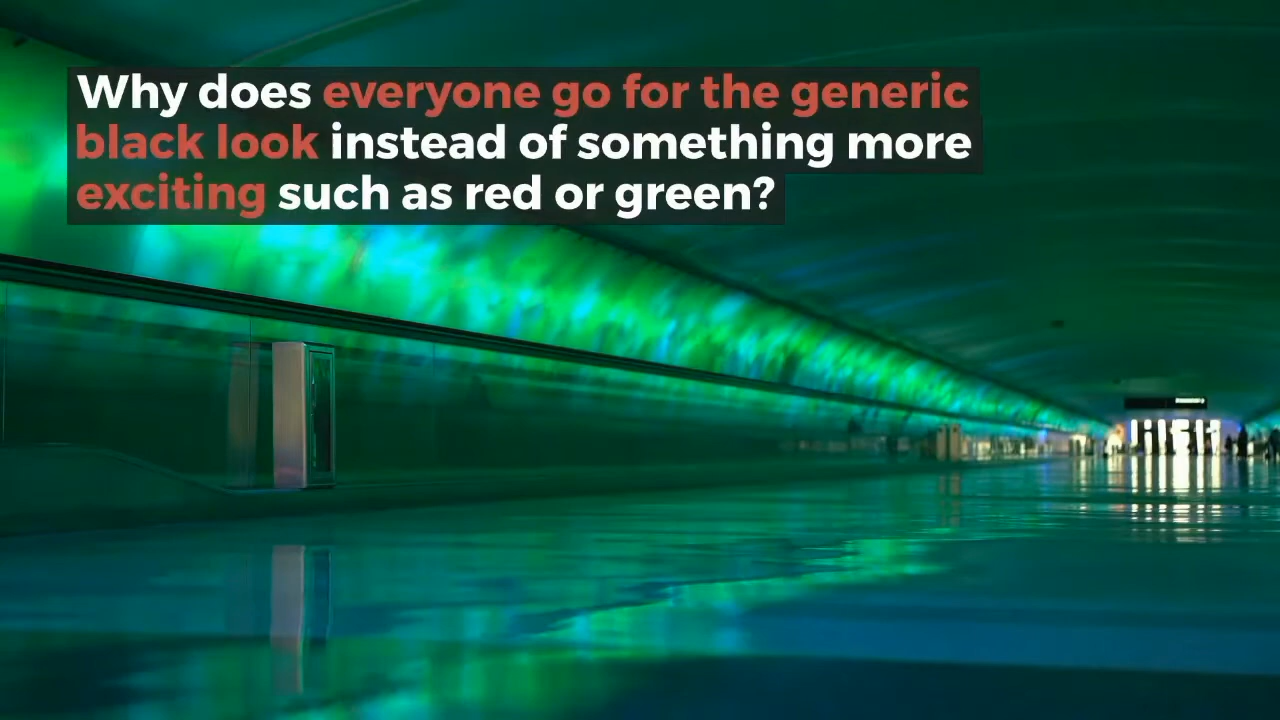 Why does everyone go for the generic
black look instead of something more
exciting such as red or green?